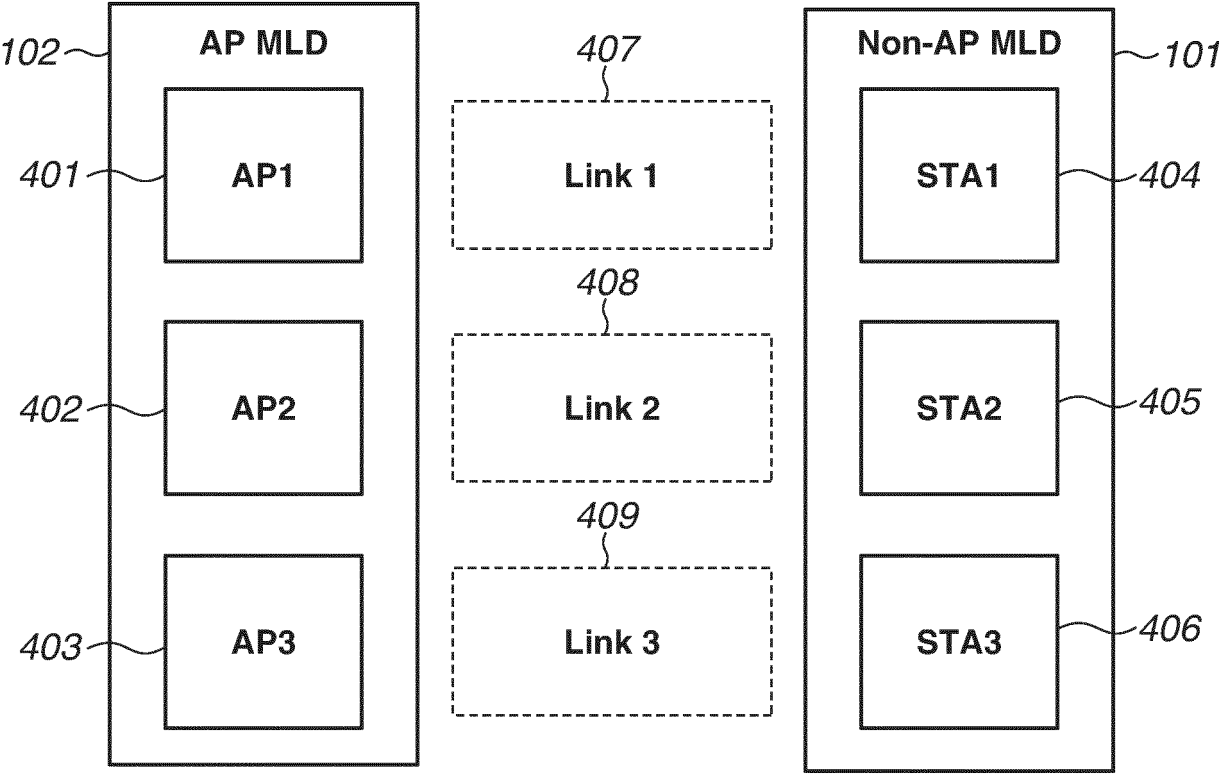 102
AP MLD
407
Non-AP MLD
101
401
AP1
Link 1
STA1
404
408
402
AP2
Link 2
STA2
405
409
403
AP3
Link 3
STA3
406